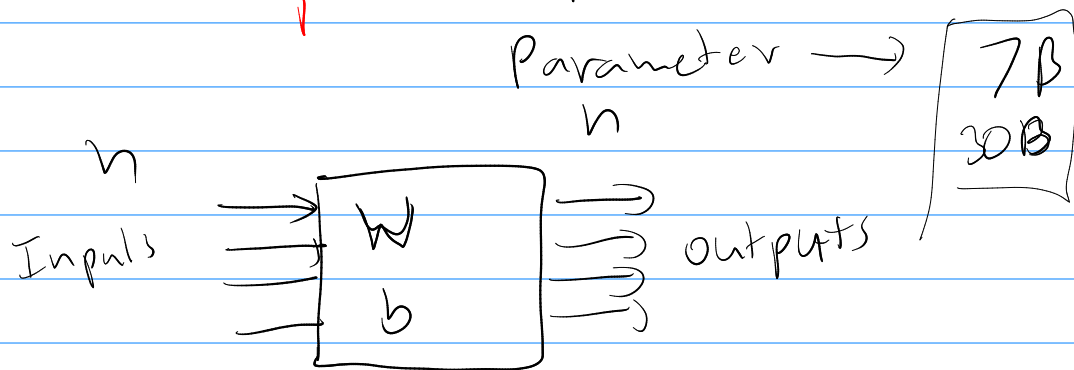 Parameter → 7B
30B
n
n
W
Inputs
outputs
b